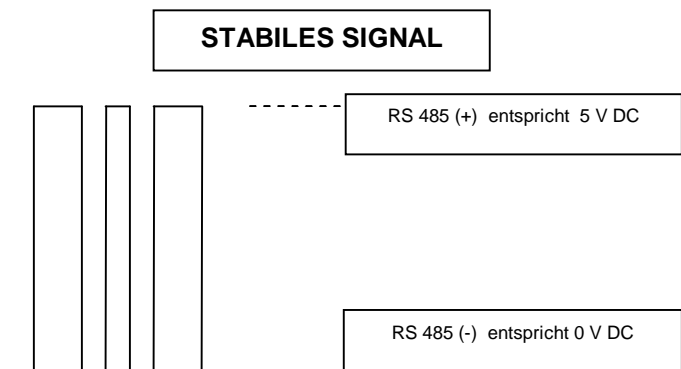 STABILES SIGNAL
RS 485 (+) entspricht 5 V DC
RS 485 (-) entspricht 0 V DC